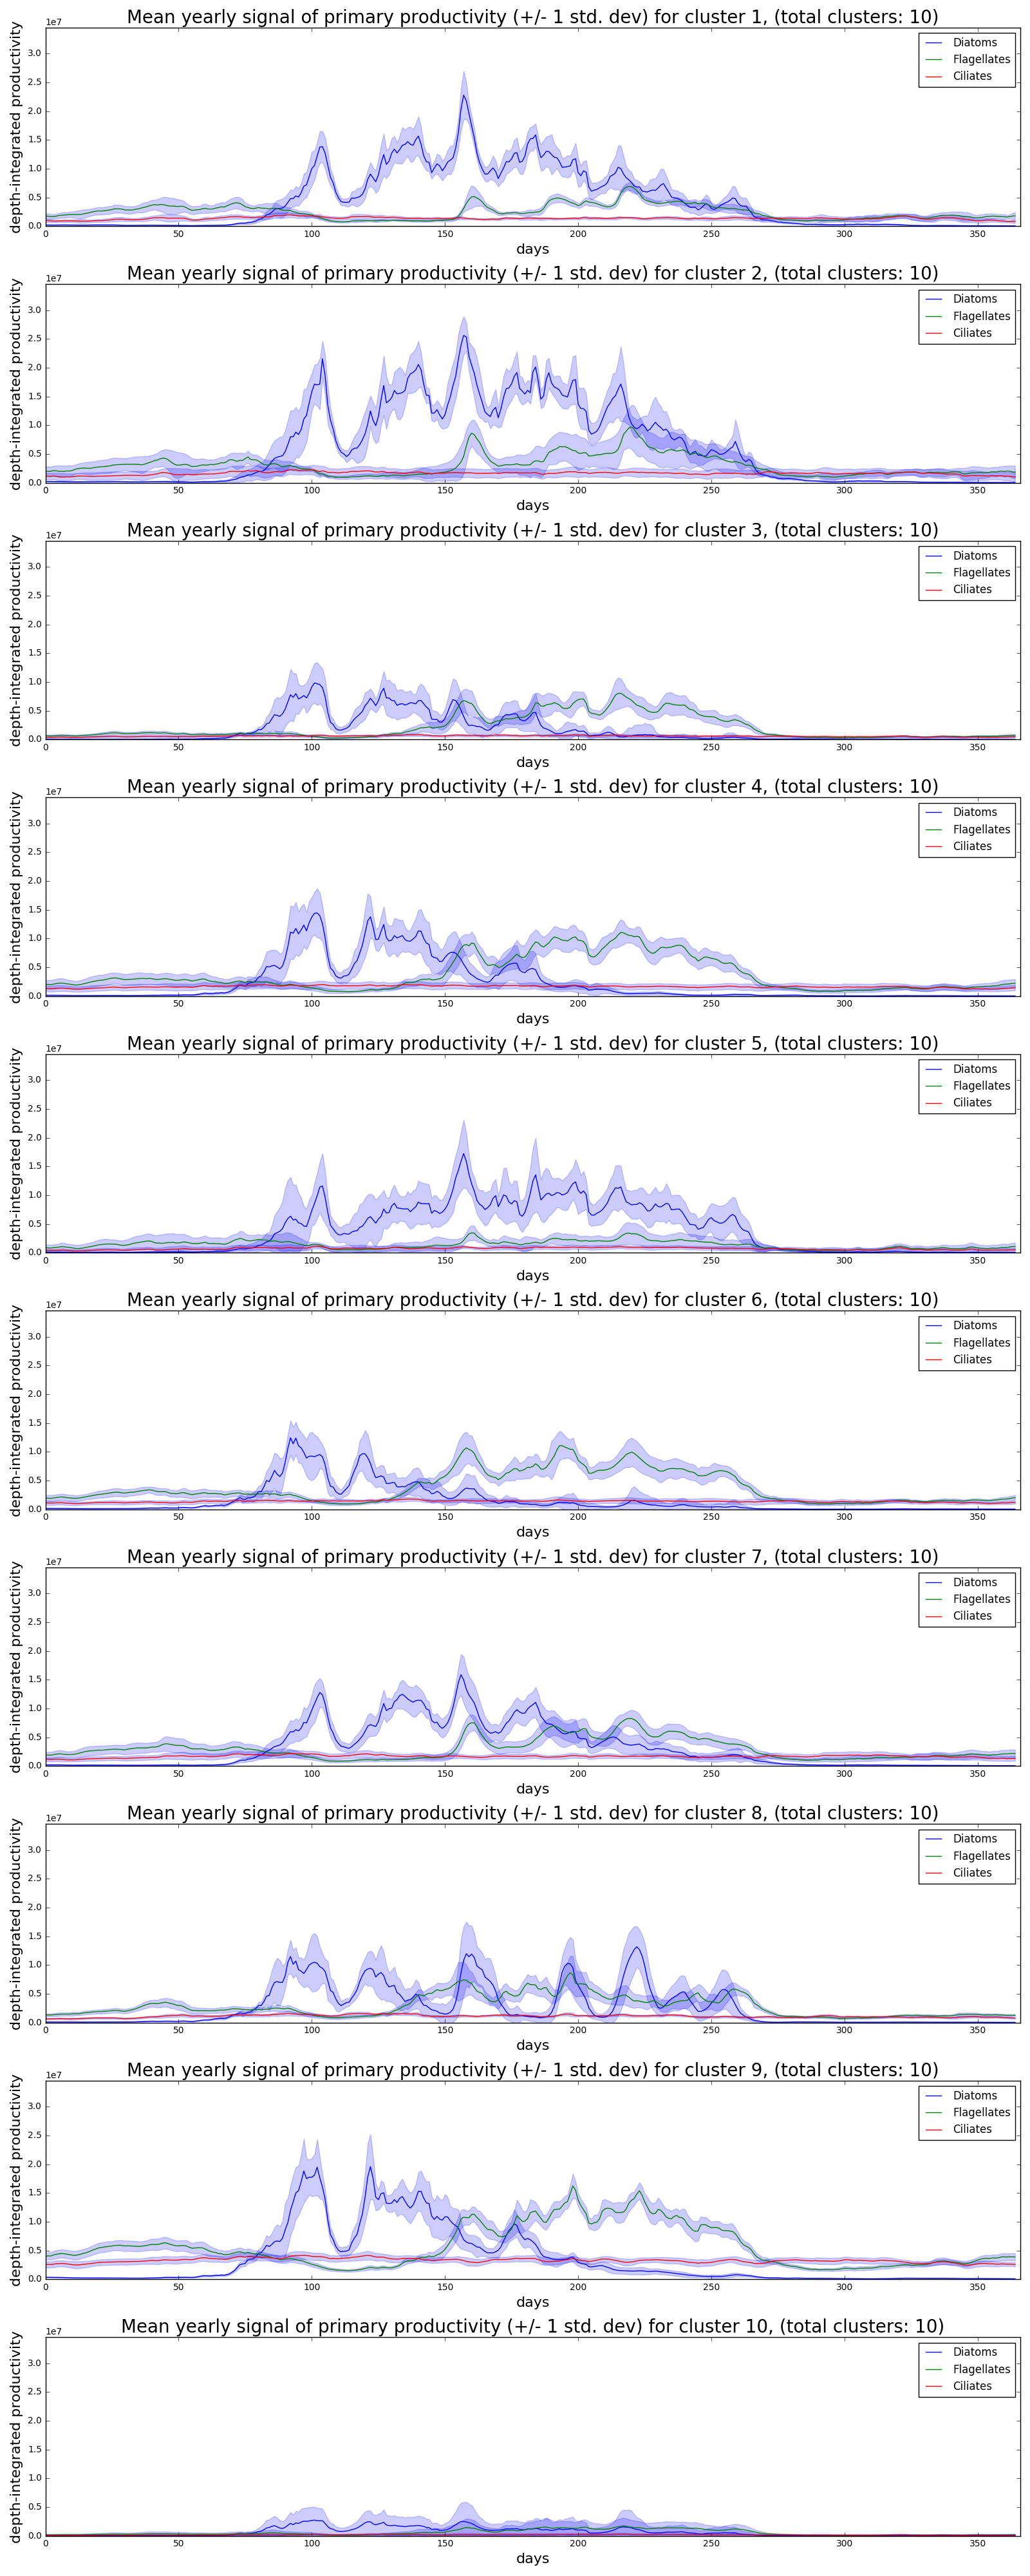 Mean yearly signal of primary productivity (+/- 1 std. dev) for cluster 1, (total clusters: 10)
1e7
depth-integrated productivity
3.0
2.5
2.0
1.5
1.0
0.5
0.0
Diatoms
Flagellates
Ciliates
0 50 100 150 200 250 300 350
days
Mean yearly signal of primary productivity (+/- 1 std. dev) for cluster 2, (total clusters: 10)
1e7
depth-integrated productivity
3.0
2.5
2.0
1.5
1.0
0.5
0.0
Diatoms
Flagellates
Ciliates
0 50 100 150 200 250 300 350
days
Mean yearly signal of primary productivity (+/- 1 std. dev) for cluster 3, (total clusters: 10)
1e7
depth-integrated productivity
3.0
2.5
2.0
1.5
1.0
0.5
0.0
Diatoms
Flagellates
Ciliates
0 50 100 150 200 250 300 350
days
Mean yearly signal of primary productivity (+/- 1 std. dev) for cluster 4, (total clusters: 10)
1e7
depth-integrated productivity
3.0
2.5
2.0
1.5
1.0
0.5
0.0
Diatoms
Flagellates
Ciliates
0 50 100 150 200 250 300 350
days
Mean yearly signal of primary productivity (+/- 1 std. dev) for cluster 5, (total clusters: 10)
1e7
depth-integrated productivity
3.0
2.5
2.0
1.5
1.0
0.5
0.0
Diatoms
Flagellates
Ciliates
0 50 100 150 200 250 300 350
days
Mean yearly signal of primary productivity (+/- 1 std. dev) for cluster 6, (total clusters: 10)
1e7
depth-integrated productivity
3.0
2.5
2.0
1.5
1.0
0.5
0.0
Diatoms
Flagellates
Ciliates
0 50 100 150 200 250 300 350
days
Mean yearly signal of primary productivity (+/- 1 std. dev) for cluster 7, (total clusters: 10)
1e7
depth-integrated productivity
3.0
2.5
2.0
1.5
1.0
0.5
0.0
Diatoms
Flagellates
Ciliates
0 50 100 150 200 250 300 350
days
Mean yearly signal of primary productivity (+/- 1 std. dev) for cluster 8, (total clusters: 10)
1e7
depth-integrated productivity
3.0
2.5
2.0
1.5
1.0
0.5
0.0
Diatoms
Flagellates
Ciliates
0 50 100 150 200 250 300 350
days
Mean yearly signal of primary productivity (+/- 1 std. dev) for cluster 9, (total clusters: 10)
1e7
depth-integrated productivity
3.0
2.5
2.0
1.5
1.0
0.5
0.0
Diatoms
Flagellates
Ciliates
0 50 100 150 200 250 300 350
days
Mean yearly signal of primary productivity (+/- 1 std. dev) for cluster 10, (total clusters: 10)
1e7
depth-integrated productivity
3.0
2.5
2.0
1.5
1.0
0.5
0.0
Diatoms
Flagellates
Ciliates
0 50 100 150 200 250 300 350
days